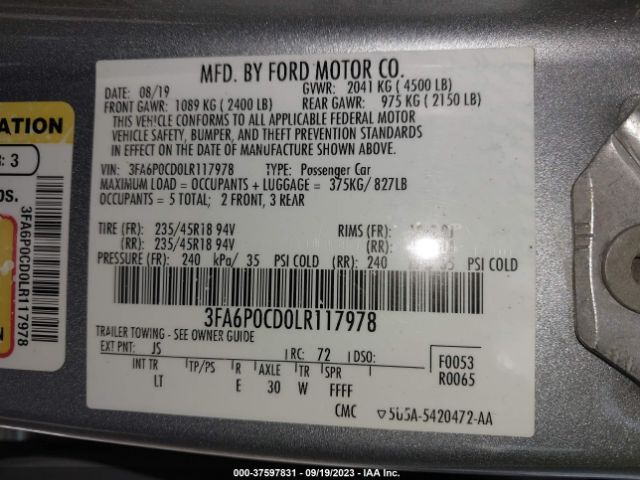 MFD. BY FORD MOTOR CO.
DATE: 08/19 GVWR: 2041 KG ( 4500 LB)
FRONT GAWR: 1089 KG ( 2400 LB) REAR GAWR: 975 KG ( 2150 LB)
THIS VEHICLE CONFORMS TO ALL APPLICABLE FEDERAL MOTOR
VEHICLE SAFETY, BUMPER, AND THEFT PREVENTION STANDARDS
IN EFFECT ON THE DATE OF MANUFACTURE SHOWN ABOVE.
VIN: 3FA6P0CD0LR117978 TYPE: Passenger Car
MAXIMUM LOAD = OCCUPANTS + LUGGAGE = 375KG/ 827LB
OCCUPANTS = 5 TOTAL; 2 FRONT, 3 REAR
TIRE (FR): 235/45R18 94V RIMS (FR):
(RR): 235/45R18 94V (RR):
PRESSURE (FR): 240 kPa/ 35 PSI COLD (RR): 240 PSI COLD
3FA6P0CD0LR117978
TRAILER TOWING - SEE OWNER GUIDE
EXT PNT: JS RC: 72 DSO:
F0053
R0065
INT TR TP/PS R AXLE TR SPR
LT E 30 W FFFF
CMC 5U5A-5420472-AA
ATION
: 3
3FA6P0CD0LR117978
000-37597831 - 09/19/2023 - IAA Inc.